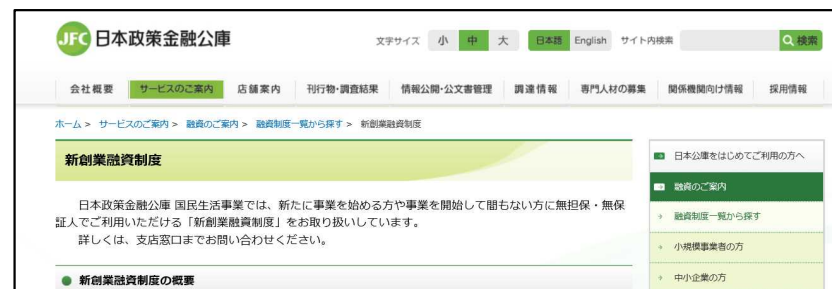 JFC 日本政策金融公庫
文字サイズ 小 中 大 日本語 English サイト内検索 検索
会社概要 サービスのご案内 店舗案内 刊行物・調査結果 情報公開・公文書管理 調達情報 専門人材の募集 関係機関向け情報 採用情報
ホーム > サービスのご案内 > 融資のご案内 > 融資制度一覧から探す > 新創業融資制度
新創業融資制度
日本政策金融公庫 国民生活事業では、新たに事業を始める方や事業を開始して間もない方に無担保・無保
証人でご利用いただける「新創業融資制度」をお取り扱いしています。
詳しくは、支店窓口までお問い合わせください。
新創業融資制度の概要
日本公庫をはじめてご利用の方へ
融資のご案内
融資制度一覧から探す
小規模事業者の方
中小企業の方